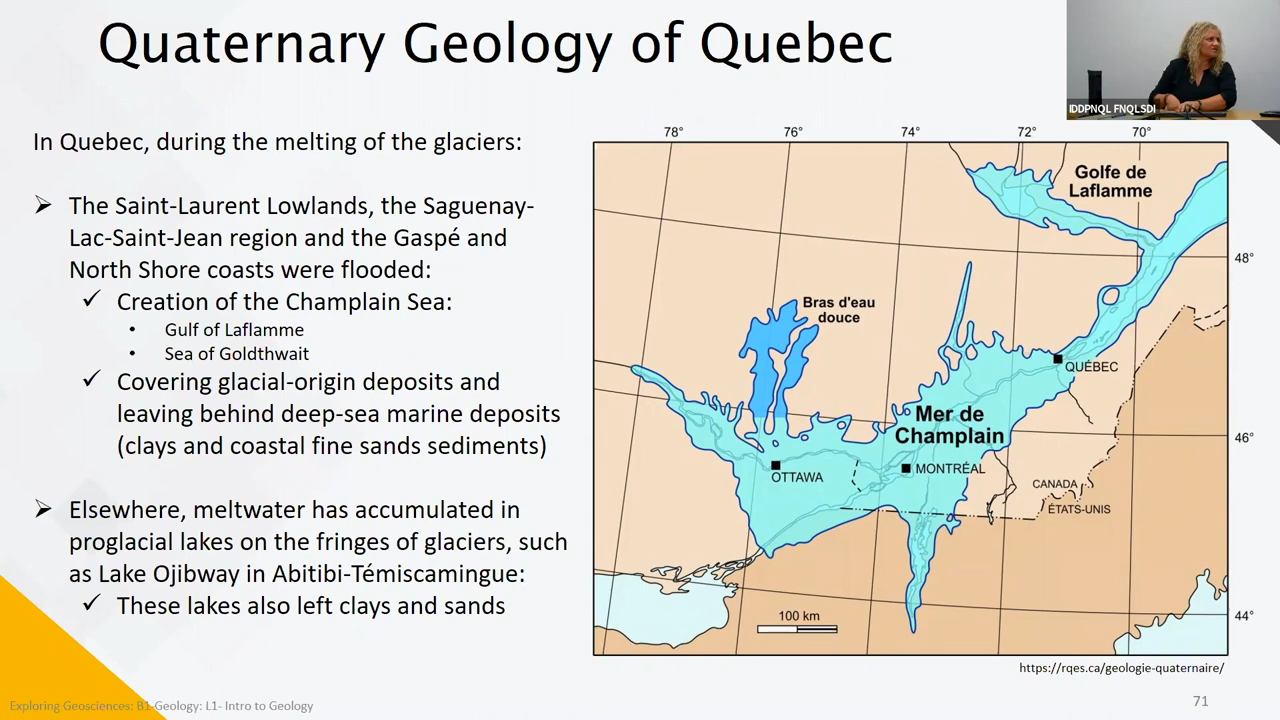 Quaternary Geology of Quebec
IDDPNQL FNQLSDI
In Quebec, during the melting of the glaciers:
➢ The Saint-Laurent Lowlands, the Saguenay-
Lac-Saint-Jean region and the Gaspé and
North Shore coasts were flooded:
✓ Creation of the Champlain Sea:
• Gulf of Laflamme
• Sea of Goldthwait
✓ Covering glacial-origin deposits and
leaving behind deep-sea marine deposits
(clays and coastal fine sands sediments)
➢ Elsewhere, meltwater has accumulated in
proglacial lakes on the fringes of glaciers, such
as Lake Ojibway in Abitibi-Témiscamingue:
✓ These lakes also left clays and sands
78° 76° 74° 72° 70°
Golfe de
Laflamme
48°
Bras d'eau
douce
QUÉBEC
Mer de
Champlain
46°
OTTAWA
MONTRÉAL
CANADA
ÉTATS-UNIS
100 km
44°
https://rqes.ca/geologie-quaternaire/
Exploring Geosciences: B1-Geology: L1- Intro to Geology
71